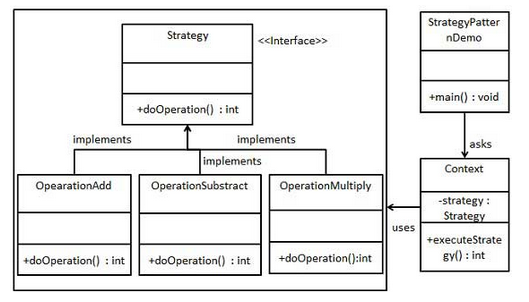 Strategy
<<Interface>>
+doOperation() : int
StrategyPatter
nDemo
+main() : void
implements
implements
implements
asks
OpearationAdd
+doOperation() : int
OperationSubstract
+doOperation() : int
OperationMultiply
+doOperation():int
uses
Context
-strategy :
Strategy
+executeStrate
gy() : int